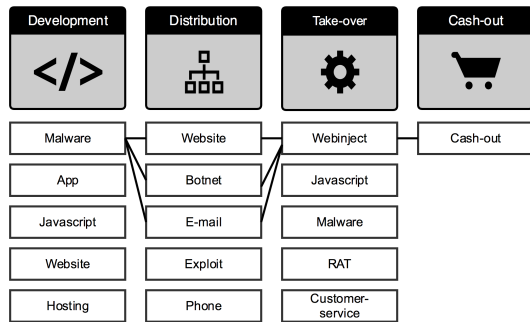 Development
Distribution
Take-over
Cash-out
</>
Malware
Website
Webinject
Cash-out
App
Botnet
Javascript
Javascript
E-mail
Malware
Website
Exploit
RAT
Hosting
Phone
Customer-
service